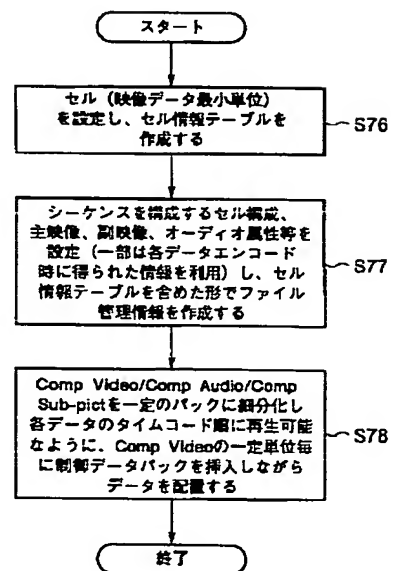 スタート
セル（映像データ最小単位）
を設定し、セル情報テーブルを
作成する
S76
シーケンスを構成するセル構成、
主映像、副映像、オーディオ属性等を
設定（一部は各データエンコード
時に得られた情報を利用）し、セル
情報テーブルを含めた形でファイル
管理情報を作成する
S77
Comp Video/Comp Audio/Comp
Sub-pictを一定のパックに細分化し
各データのタイムコード順に再生可能
なように、Comp Videoの一定単位毎
に制御データパックを挿入しながら
データを配置する
S78
終了